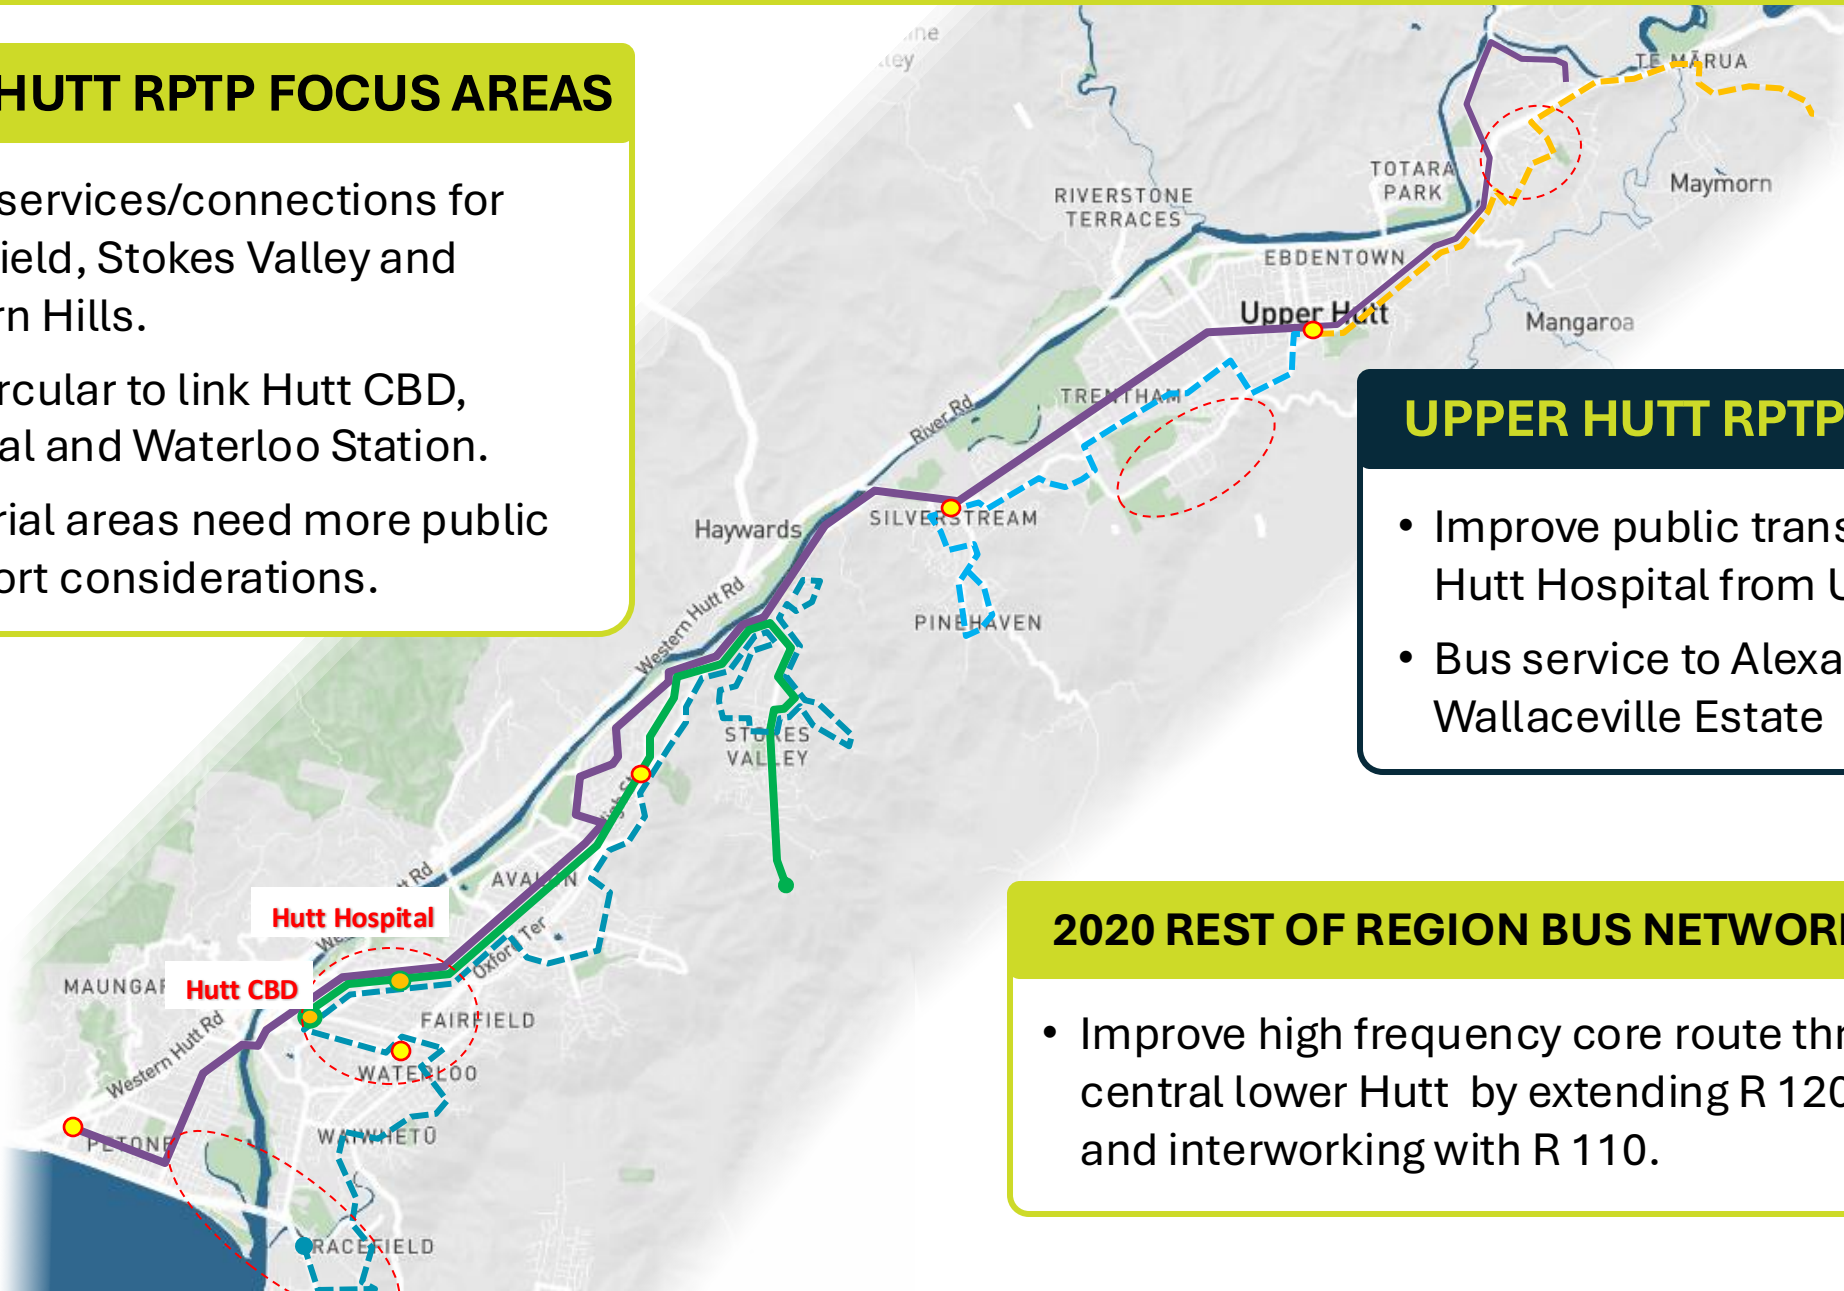 HUTT RPTP FOCUS AREAS
services/connections for
ield, Stokes Valley and
rn Hills.
rcular to link Hutt CBD,
al and Waterloo Station.
rial areas need more public
ort considerations.
TE MĀRUA
TOTARA
PARK
Maymorn
RIVERSTONE
TERRACES
EBDENTOWN
Upper Hutt
Mangaroa
TRENTHAM
River Rd
SILVERSTREAM
Haywards
Western Hutt Rd
PINEHAVEN
STOKES
VALLEY
UPPER HUTT RPTP
• Improve public trans
Hutt Hospital from U
• Bus service to Alexa
Wallaceville Estate
AVALON
Hutt Hospital
Oxford Ter
MAUNGA
Hutt CBD
FAIRFIELD
Western Hutt Rd
WATERLOO
PETONE
WAIWHETŪ
RACEFIELD
2020 REST OF REGION BUS NETWOR
• Improve high frequency core route thr
central lower Hutt by extending R 120
and interworking with R 110.